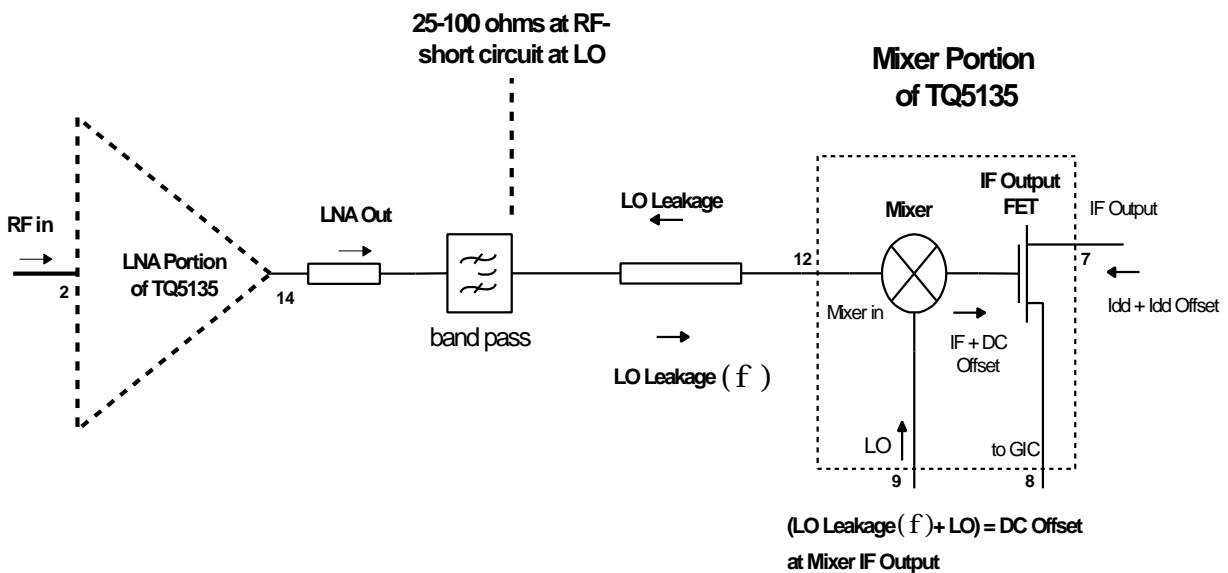 25-100 ohms at RF-
short circuit at LO
Mixer Portion
of TQ5135
RF in
2
LNA Portion
of TQ5135
14
LNA Out
band pass
LO Leakage
LO Leakage (f)
12
Mixer in
Mixer
IF Output
FET
IF Output
7
Idd + Idd Offset
IF + DC
Offset
LO
9
to GIC
8
(LO Leakage (f) + LO) = DC Offset
at Mixer IF Output